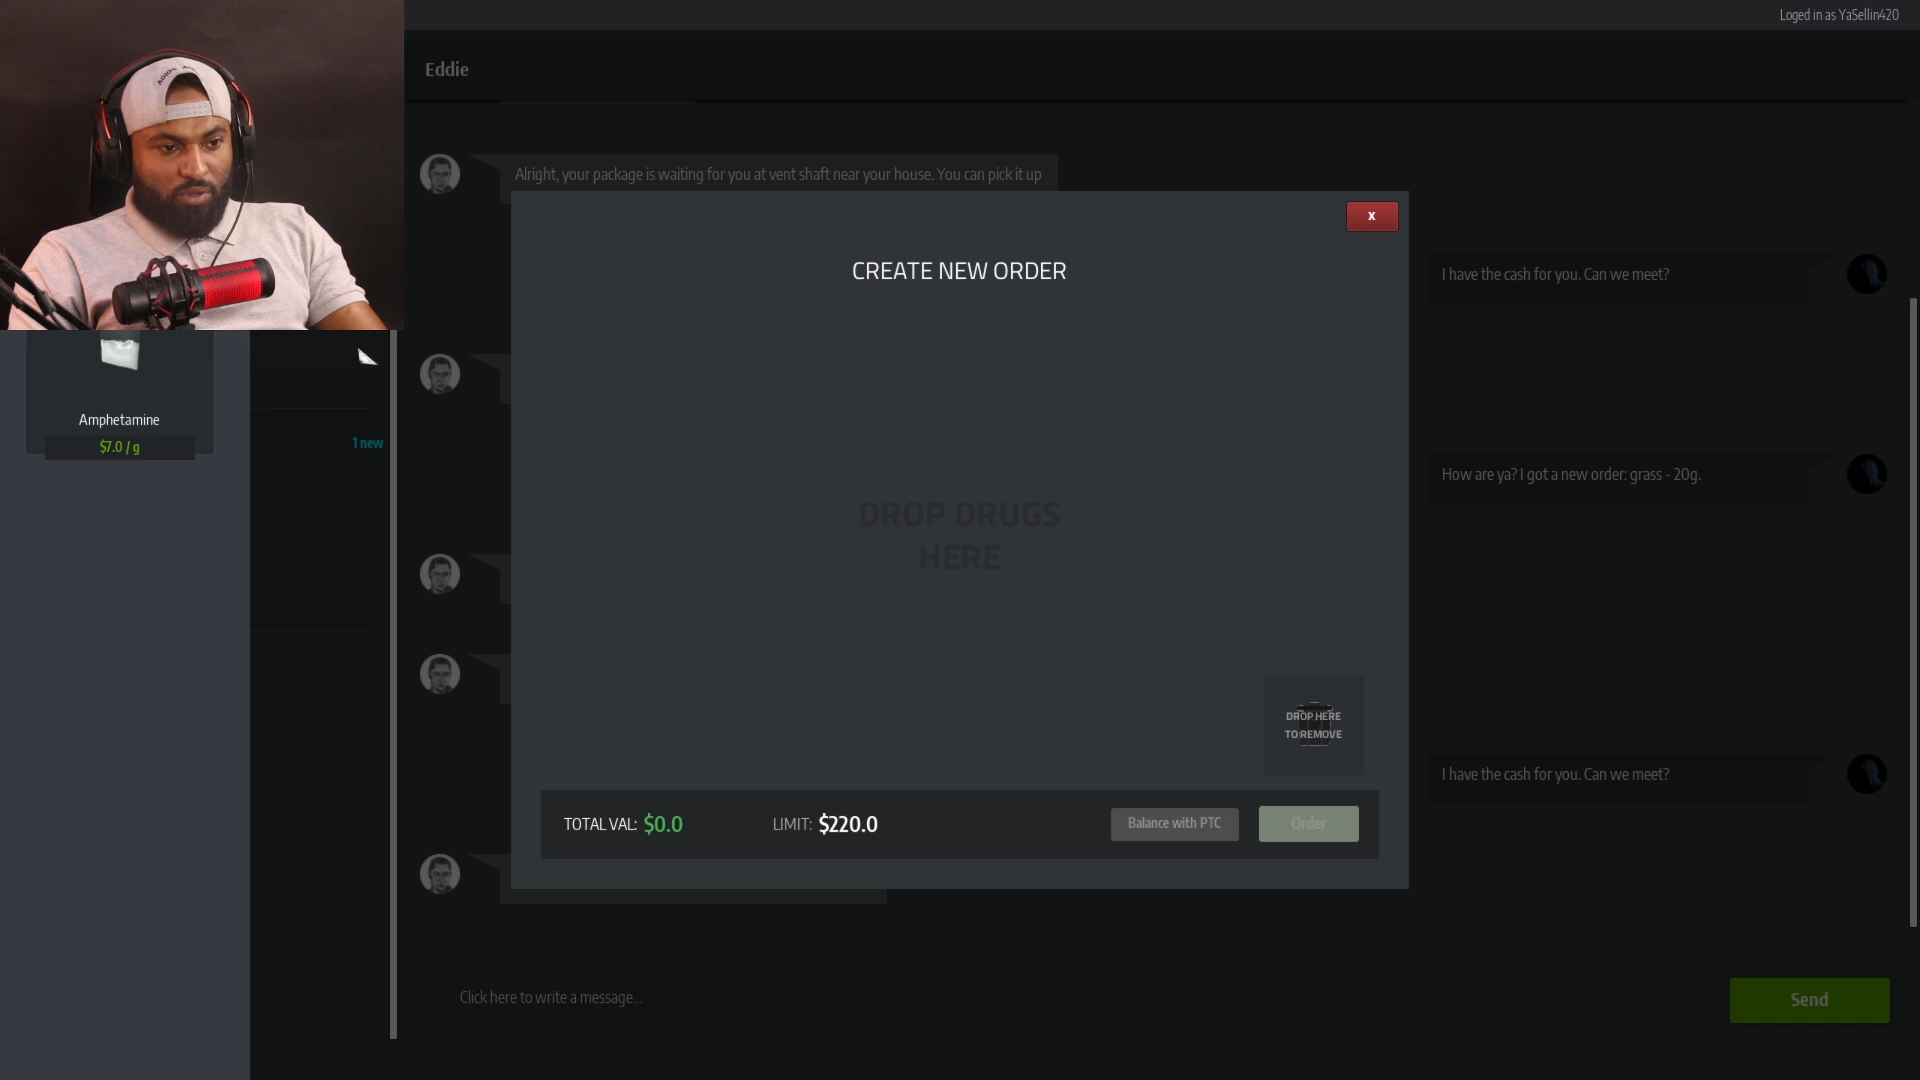 Loged in as YaSellin420
Eddie
Alright, your package is waiting for you at vent shaft near your house. You can pick it up
x
CREATE NEW ORDER
I have the cash for you. Can we meet?
Amphetamine
$7.0 / g
1 new
How are ya? I got a new order: grass - 20g.
DROP DRUGS
HERE
DROP HERE
TO REMOVE
I have the cash for you. Can we meet?
TOTAL VAL: $0.0
LIMIT: $220.0
Balance with PTC
Order
Click here to write a message...
Send